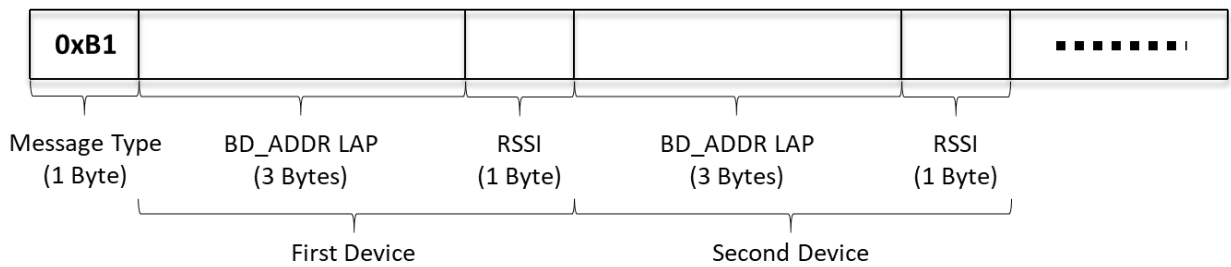 0xB1
Message Type BD_ADDR LAP RSSI BD_ADDR LAP RSSI
(1 Byte) (3 Bytes) (1 Byte) (3 Bytes) (1 Byte)
First Device Second Device